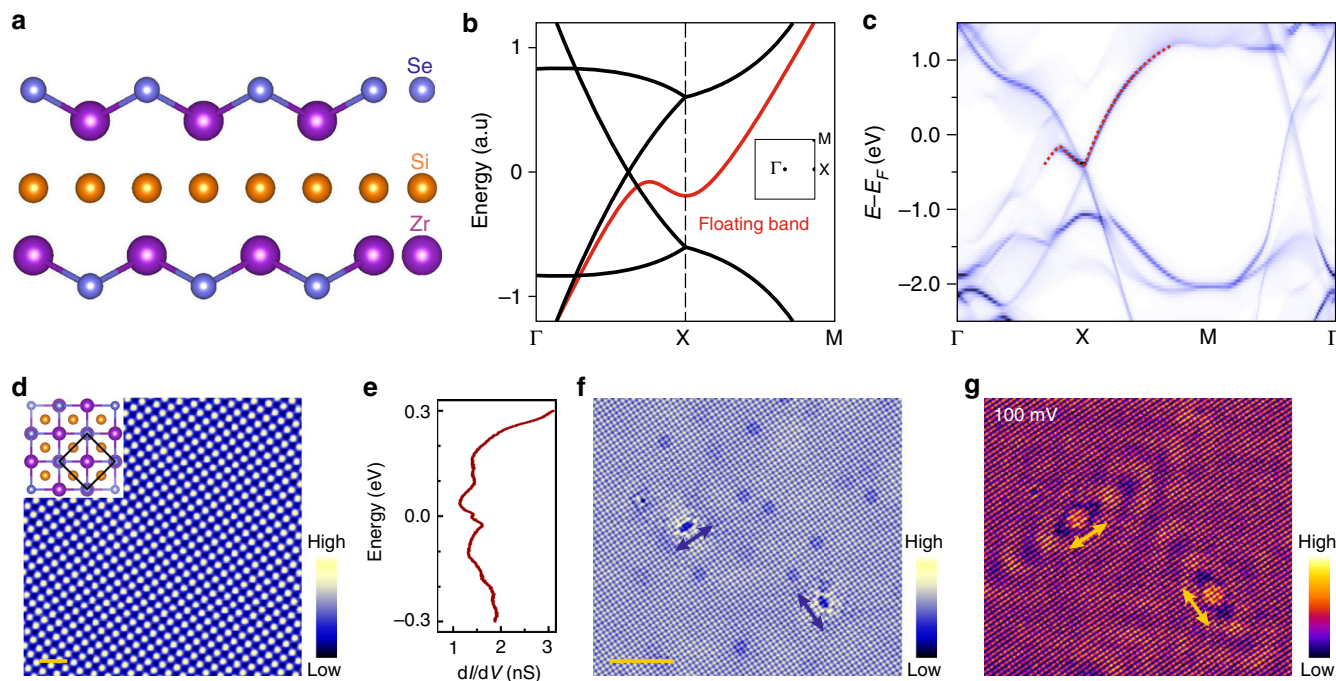 a
Se
Si
Zr
b
Energy (a.u)
1
0
−1
Γ
X
M
Floating band
M
Γ
X
c
E–E_F (eV)
1.0
0.0
−1.0
−2.0
Γ
X
M
Γ
d
High
Low
e
Energy (eV)
0.3
0.0
−0.3
1 2 3
dI/dV (nS)
f
High
Low
g
100 mV
High
Low